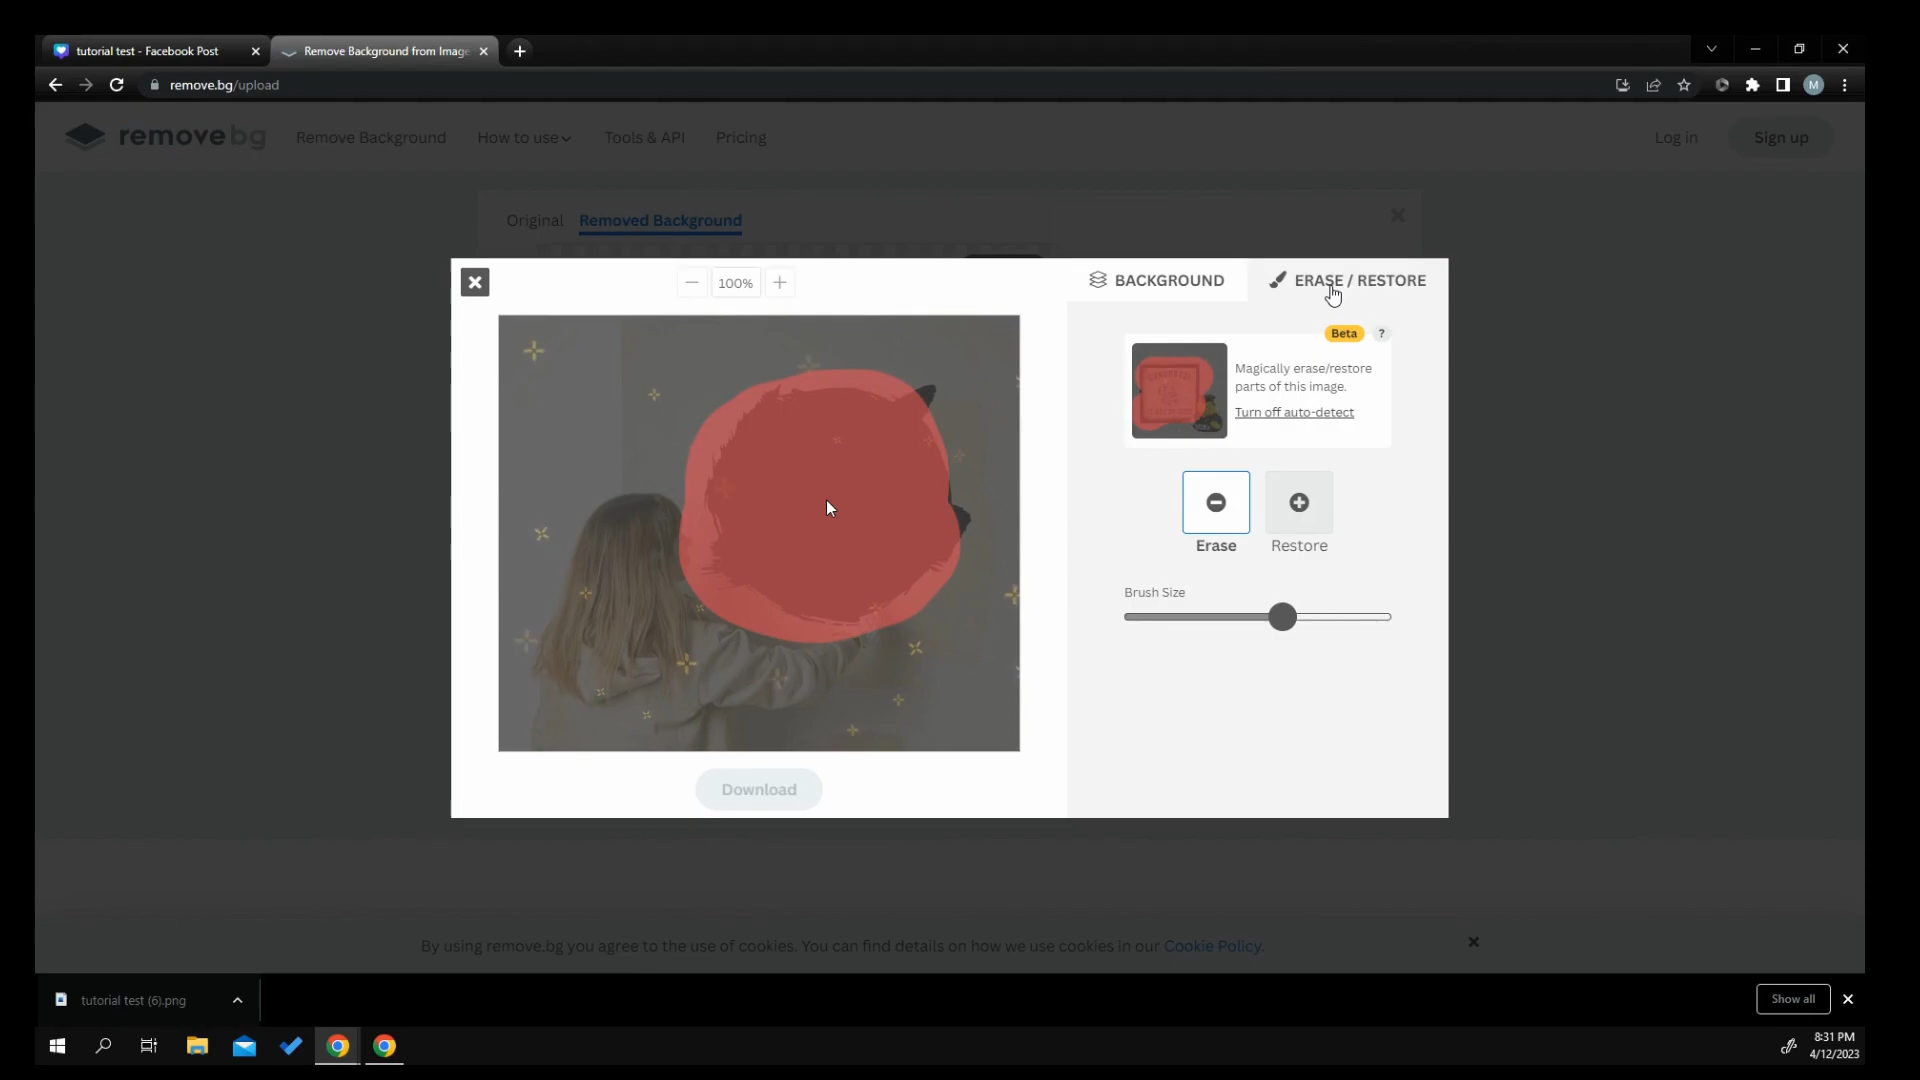 tutorial test - Facebook Post
Remove Background from Image
remove.bg/upload
M
removebg
Remove Background
How to use
Tools & API
Pricing
Log in
Sign up
Original
Removed Background
100%
BACKGROUND
ERASE / RESTORE
Beta
?
Magically erase/restore
parts of this image.
Turn off auto-detect
Erase
Restore
Brush Size
Download
By using remove.bg you agree to the use of cookies. You can find details on how we use cookies in our Cookie Policy.
tutorial test (6).png
Show all
8:31 PM
4/12/2023